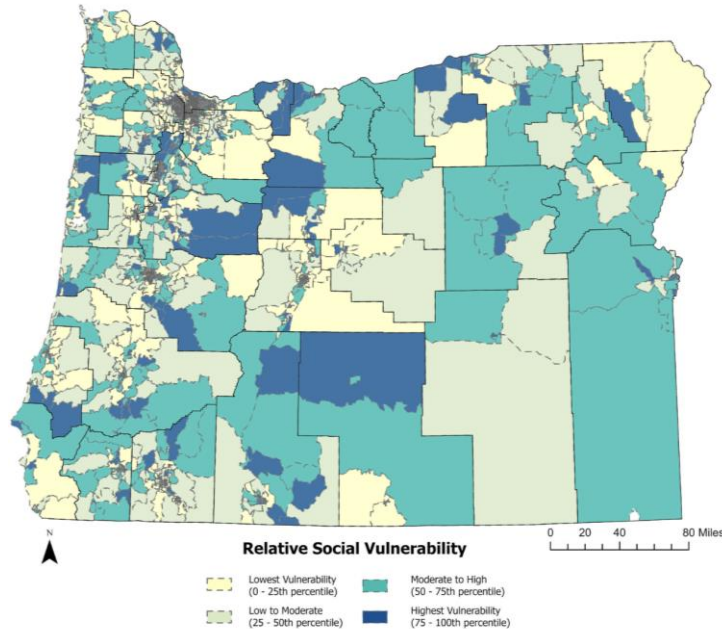 N
0 20 40 80 Miles
Relative Social Vulnerability
Lowest Vulnerability
(0 - 25th percentile)
Moderate to High
(50 - 75th percentile)
Low to Moderate
(25 - 50th percentile)
Highest Vulnerability
(75 - 100th percentile)